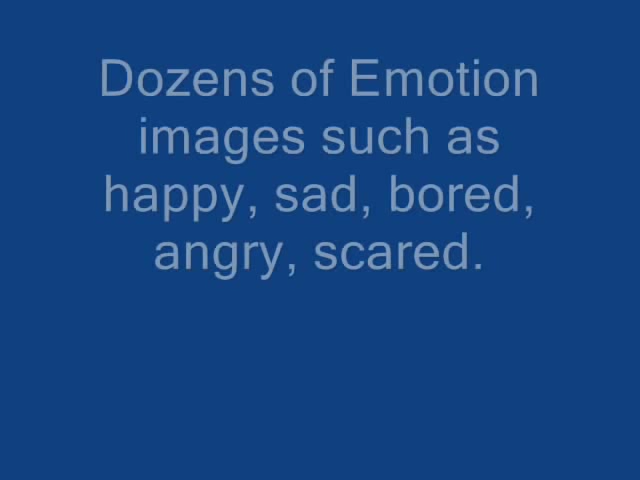 Dozens of Emotion
images such as
happy, sad, bored,
angry, scared.